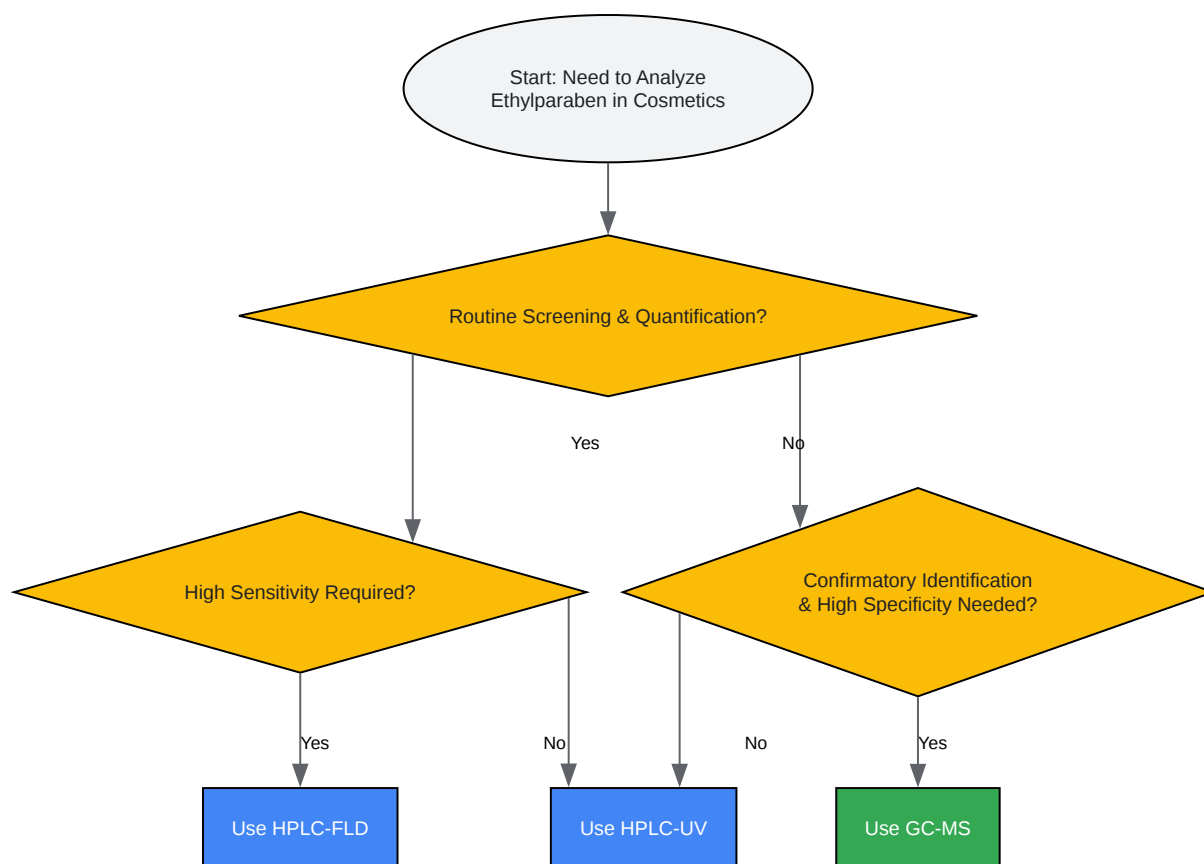 Start: Need to Analyze
Ethylparaben in Cosmetics
Routine Screening & Quantification?
Yes
No
High Sensitivity Required?
Confirmatory Identification
& High Specificity Needed?
Yes
No
No
Yes
Use HPLC-FLD
Use HPLC-UV
Use GC-MS